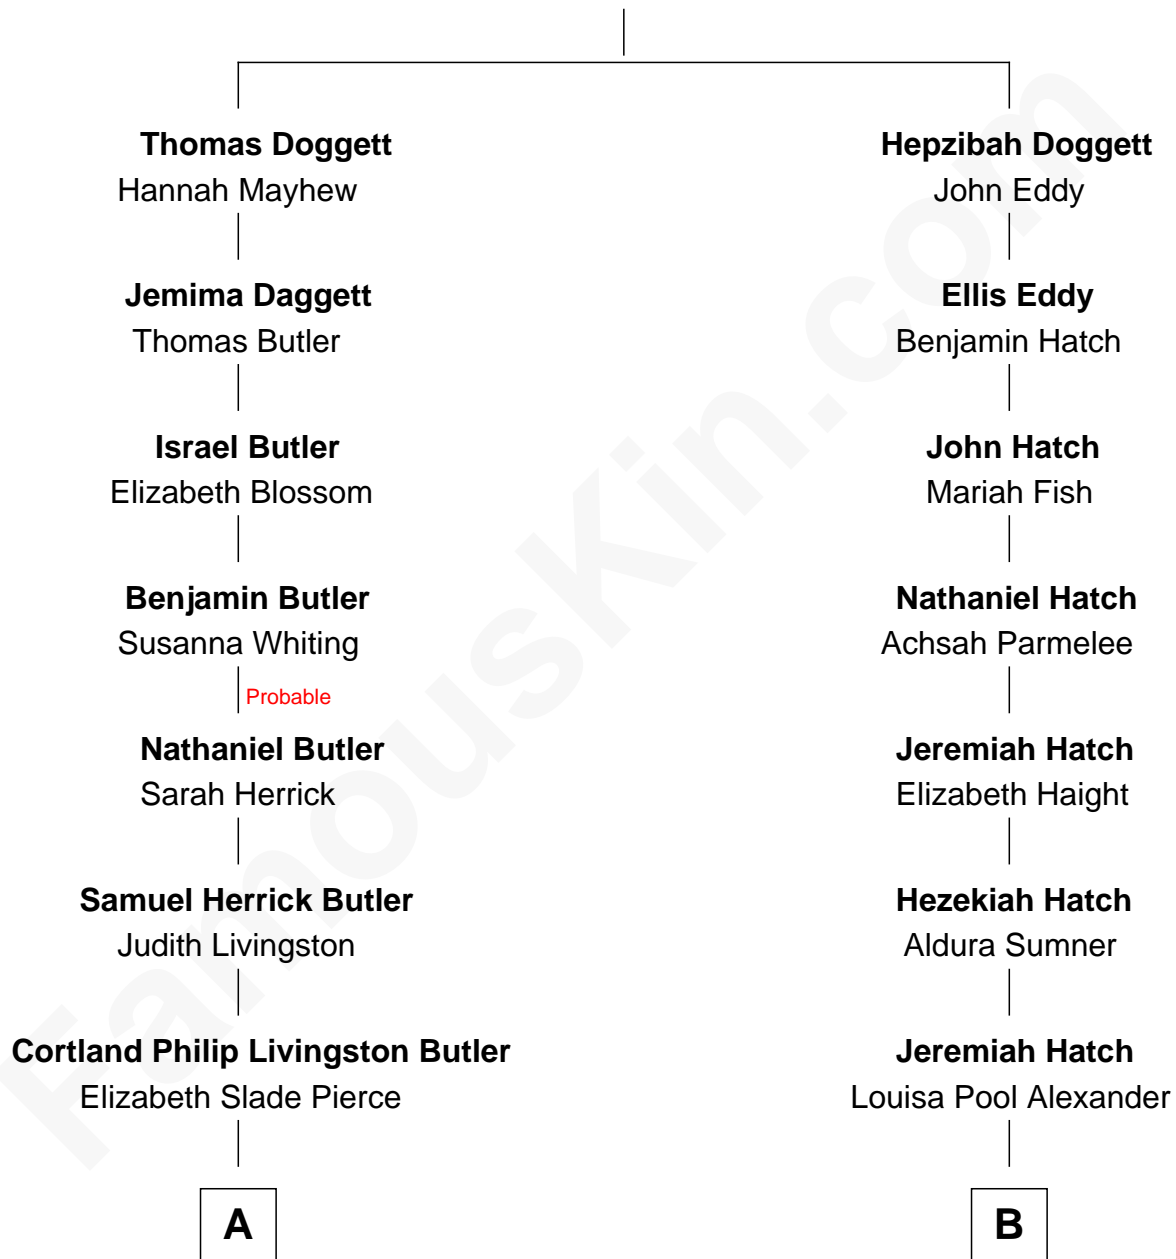 Thomas Doggett
Hannah Mayhew
Hepzibah Doggett
John Eddy
Jemima Daggett
Thomas Butler
Ellis Eddy
Benjamin Hatch
Israel Butler
Elizabeth Blossom
John Hatch
Mariah Fish
Benjamin Butler
Susanna Whiting
Nathaniel Hatch
Achsah Parmelee
Probable
Nathaniel Butler
Sarah Herrick
Jeremiah Hatch
Elizabeth Haight
Samuel Herrick Butler
Judith Livingston
Hezekiah Hatch
Aldura Sumner
Cortland Philip Livingston Butler
Elizabeth Slade Pierce
Jeremiah Hatch
Louisa Pool Alexander
A
B
FamousKin.com